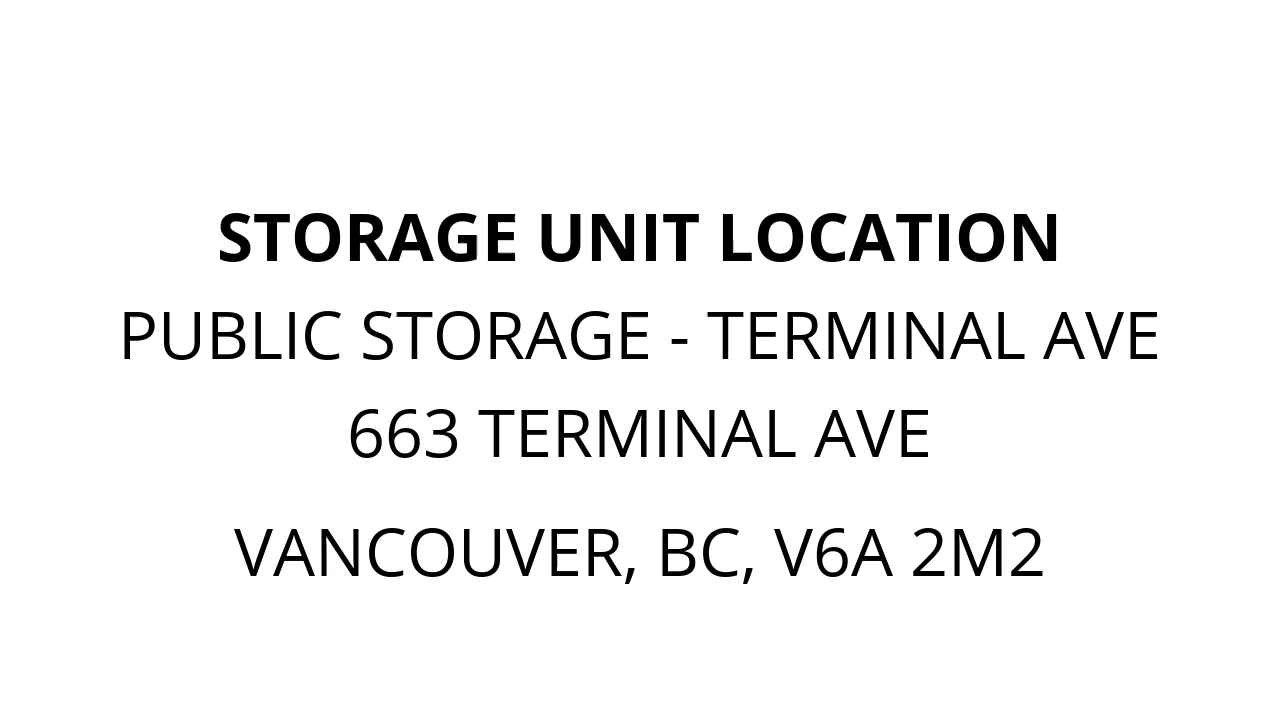 STORAGE UNIT LOCATION
PUBLIC STORAGE - TERMINAL AVE
663 TERMINAL AVE
VANCOUVER, BC, V6A 2M2